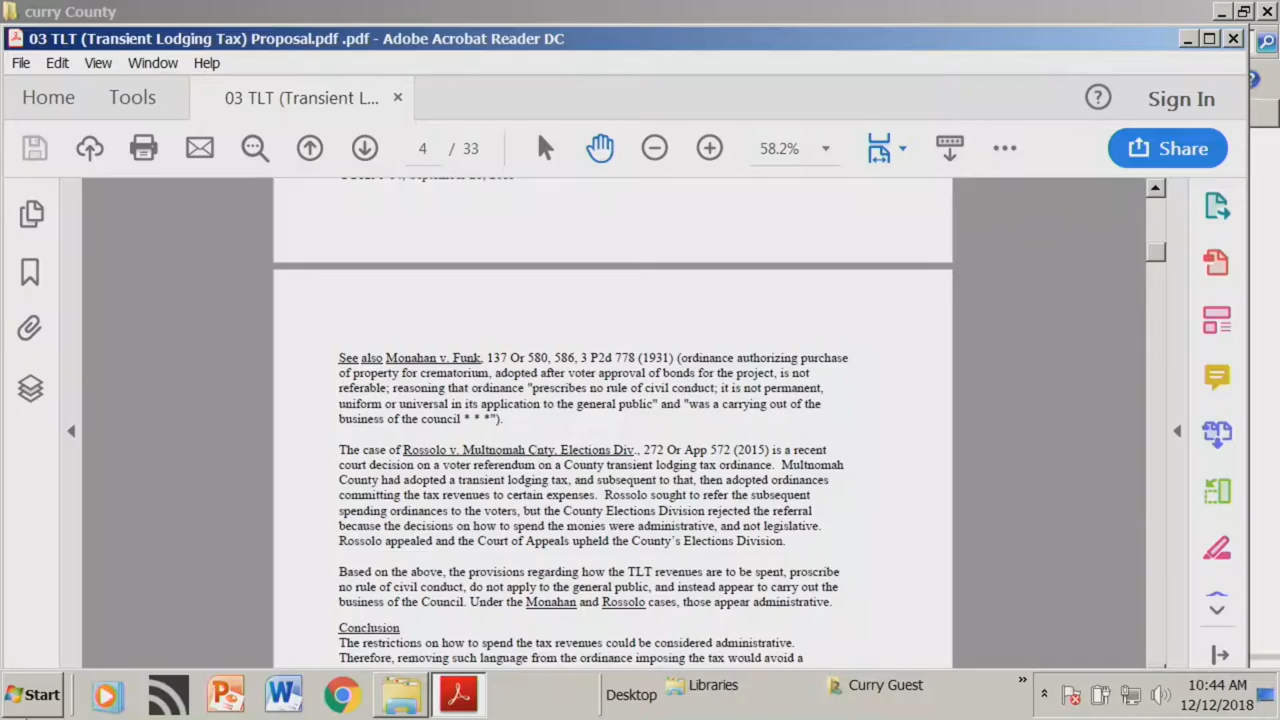 curry County
03 TLT (Transient Lodging Tax) Proposal.pdf .pdf - Adobe Acrobat Reader DC
File Edit View Window Help
Home Tools 03 TLT (Transient L... × Sign In
4 / 33 58.2% Share
See also Monahan v. Funk, 137 Or 580, 586, 3 P2d 778 (1931) (ordinance authorizing purchase
of property for crematorium, adopted after voter approval of bonds for the project, is not
referable; reasoning that ordinance "prescribes no rule of civil conduct; it is not permanent,
uniform or universal in its application to the general public" and "was a carrying out of the
business of the council * * *").
The case of Rossolo v. Multnomah Cnty. Elections Div., 272 Or App 572 (2015) is a recent
court decision on a voter referendum on a County transient lodging tax ordinance. Multnomah
County had adopted a transient lodging tax, and subsequent to that, then adopted ordinances
committing the tax revenues to certain expenses. Rossolo sought to refer the subsequent
spending ordinances to the voters, but the County Elections Division rejected the referral
because the decisions on how to spend the monies were administrative, and not legislative.
Rossolo appealed and the Court of Appeals upheld the County's Elections Division.
Based on the above, the provisions regarding how the TLT revenues are to be spent, proscribe
no rule of civil conduct, do not apply to the general public, and instead appear to carry out the
business of the Council. Under the Monahan and Rossolo cases, those appear administrative.
Conclusion
The restrictions on how to spend the tax revenues could be considered administrative.
Therefore, removing such language from the ordinance imposing the tax would avoid a
Start Desktop Libraries Curry Guest » 10:44 AM
12/12/2018